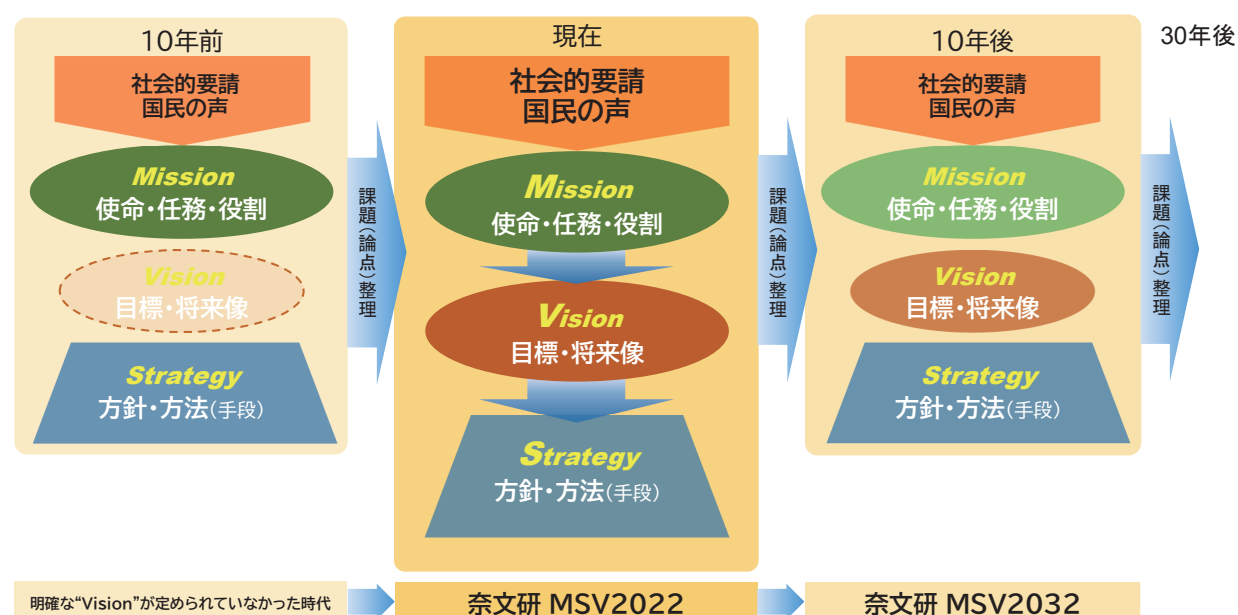 10年前
社会的要請
国民の声
Mission
使命・任務・役割
Vision
目標・将来像
Strategy
方針・方法(手段)
課題(論点)整理
現在
社会的要請
国民の声
Mission
使命・任務・役割
Vision
目標・将来像
Strategy
方針・方法(手段)
課題(論点)整理
10年後
社会的要請
国民の声
Mission
使命・任務・役割
Vision
目標・将来像
Strategy
方針・方法(手段)
課題(論点)整理
30年後
明確な“Vision”が定められていなかった時代
奈文研 MSV2022
奈文研 MSV2032